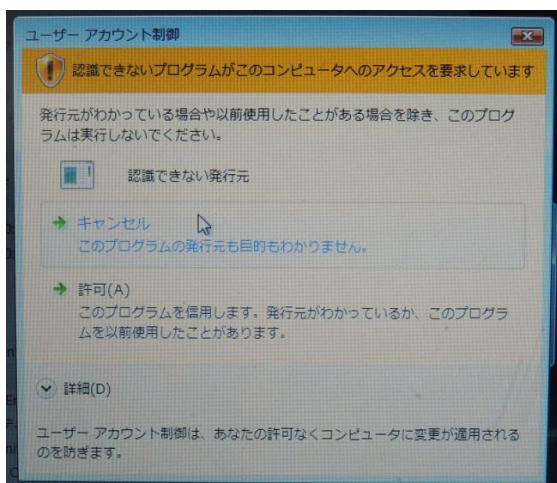 ユーザー アカウント制御
認識できないプログラムがこのコンピュータへのアクセスを要求しています
発行元がわかっている場合や以前使用したことがある場合を除き、このプログ
ラムは実行しないでください。
認識できない発行元
キャンセル
このプログラムの発行元も目的もわかりません。
許可(A)
このプログラムを信用します。発行元がわかっているか、このプログラ
ムを以前使用したことがあります。
詳細(D)
ユーザー アカウント制御は、あなたの許可なくコンピュータに変更が適用される
のを防ぎます。